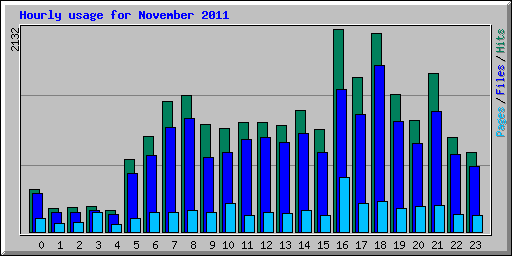 Hourly usage for November 2011
2132
Pages / Files / Hits
0 1 2 3 4 5 6 7 8 9 10 11 12 13 14 15 16 17 18 19 20 21 22 23